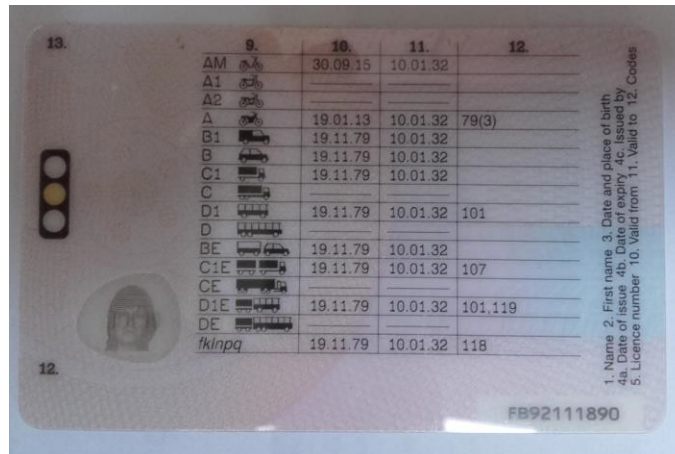 13.
9. 10. 11. 12.
AM 30.09.15 10.01.32
A1
A2
A 19.01.13 10.01.32 79(3)
B1 19.11.79 10.01.32
B 19.11.79 10.01.32
C1 19.11.79 10.01.32
C
D1 19.11.79 10.01.32 101
D
BE 19.11.79 10.01.32
C1E 19.11.79 10.01.32 107
CE
D1E 19.11.79 10.01.32 101,119
DE
fklnpq 19.11.79 10.01.32 118
12.
1. Name 2. First name 3. Date and place of birth
4a. Date of issue 4b. Date of expiry 4c. Issued by
5. Licence number 10. Valid from 11. Valid to 12. Codes
FB92111890